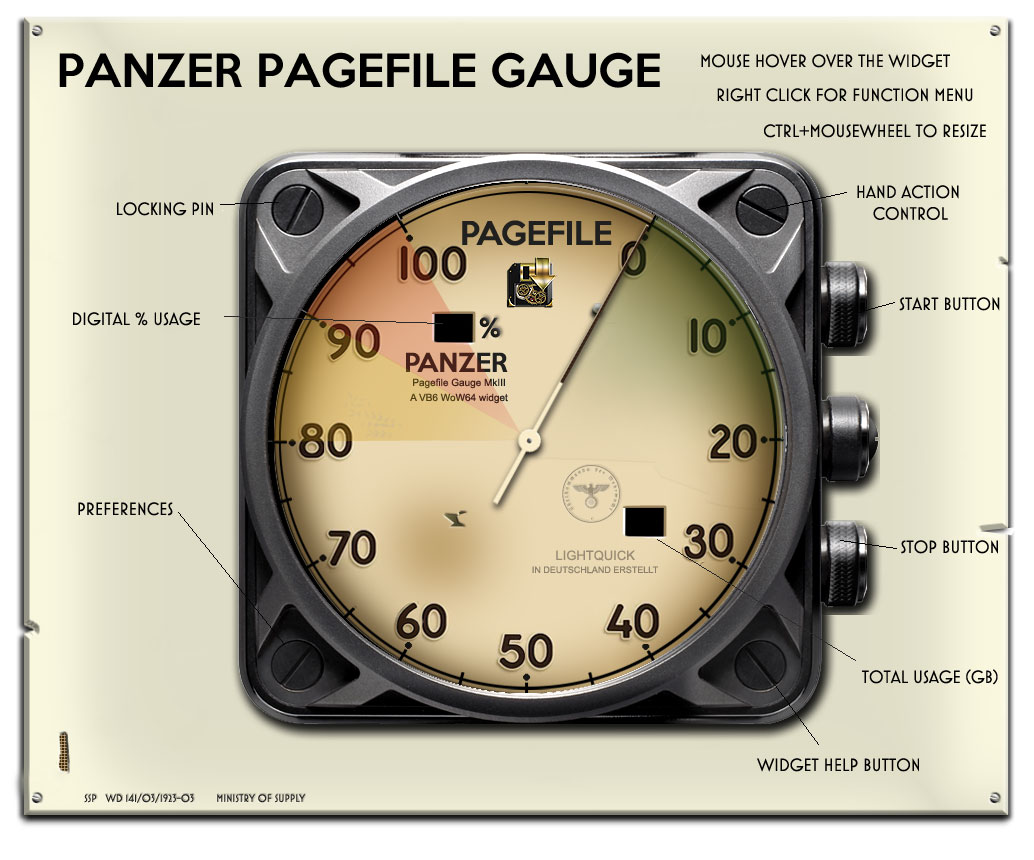 PANZER PAGEFILE GAUGE
MOUSE HOVER OVER THE WIDGET
RIGHT CLICK FOR FUNCTION MENU
CTRL+MOUSEWHEEL TO RESIZE
LOCKING PIN
HAND ACTION
CONTROL
PAGEFILE
100
0
START BUTTON
DIGITAL % USAGE
%
90
10
PANZER
Pagefile Gauge MkIII
A VB6 WoW64 widget
80
20
PREFERENCES
70
30
STOP BUTTON
LIGHTQUICK
IN DEUTSCHLAND ERSTELLT
60
40
50
TOTAL USAGE (GB)
WIDGET HELP BUTTON
SSP WD 141/03/1923-03 MINISTRY OF SUPPLY